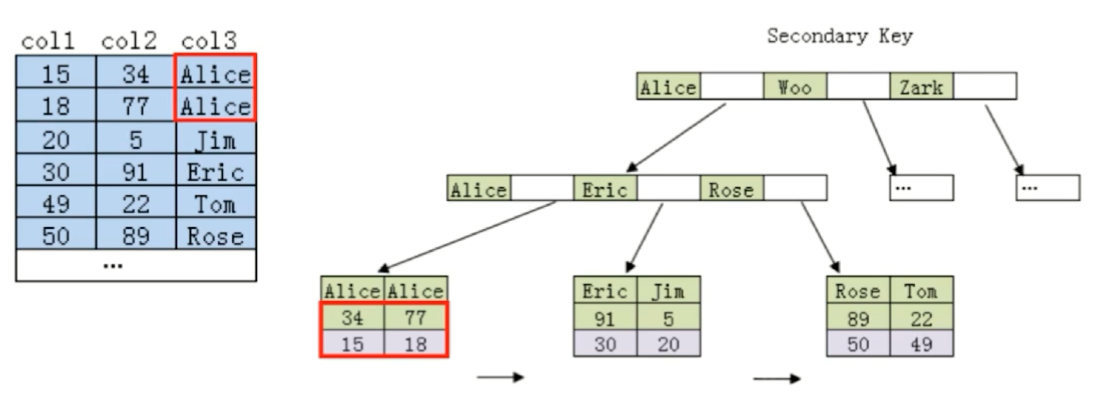 col1 col2 col3
15 34 Alice
18 77 Alice
20 5 Jim
30 91 Eric
49 22 Tom
50 89 Rose
...
Secondary Key
Alice Woo Zark
Alice Eric Rose
...
...
Alice Alice
34 77
15 18
Eric Jim
91 5
30 20
Rose Tom
89 22
50 49